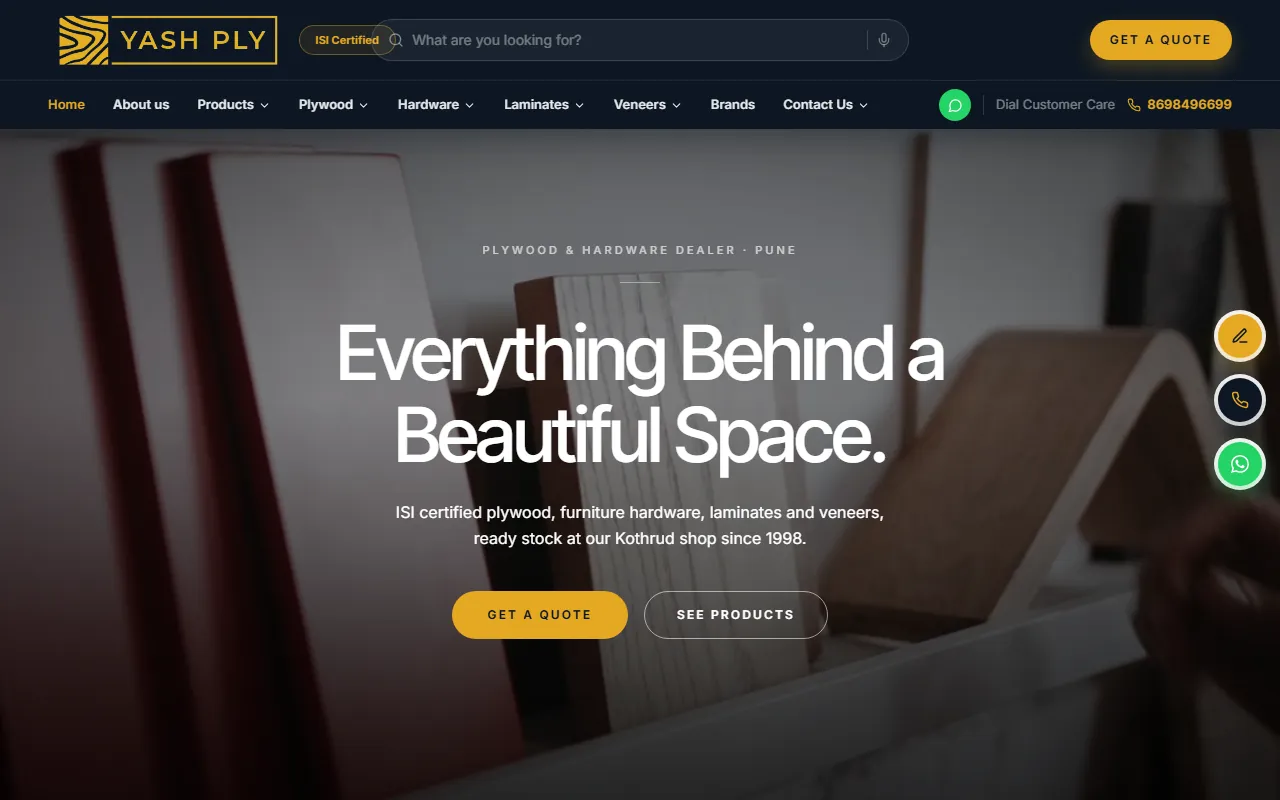 YASH PLY
ISI Certified
What are you looking for?
GET A QUOTE
Home
About us
Products
Plywood
Hardware
Laminates
Veneers
Brands
Contact Us
Dial Customer Care
8698496699
PLYWOOD & HARDWARE DEALER · PUNE
Everything Behind a
Beautiful Space.
ISI certified plywood, furniture hardware, laminates and veneers,
ready stock at our Kothrud shop since 1998.
GET A QUOTE
SEE PRODUCTS